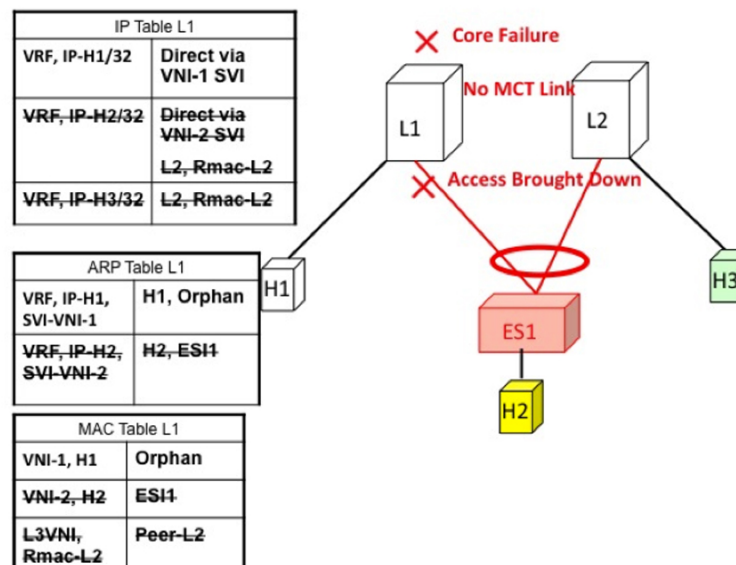 IP Table L1
VRF, IP-H1/32
Direct via
VNI-1 SVI
VRF, IP-H2/32
Direct via
VNI-2 SVI
L2, Rmac-L2
VRF, IP-H3/32
L2, Rmac-L2
ARP Table L1
VRF, IP-H1,
SVI-VNI-1
H1, Orphan
VRF, IP-H2,
SVI-VNI-2
H2, ESI1
MAC Table L1
VNI-1, H1
Orphan
VNI-2, H2
ESI1
L3VNI,
Rmac-L2
Peer-L2
Core Failure
No MCT Link
L1
L2
Access Brought Down
H1
H3
ES1
H2